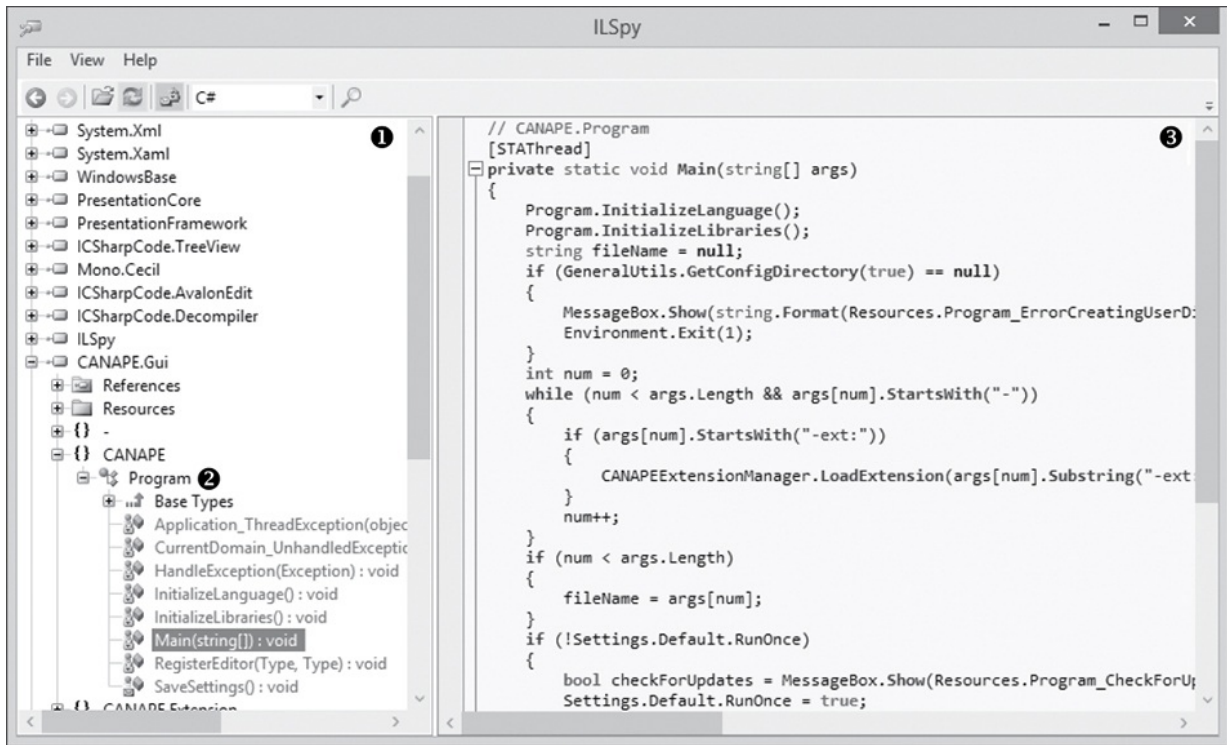 ILSpy
File View Help
C#
System.Xml
System.Xaml
WindowsBase
PresentationCore
PresentationFramework
ICSharpCode.TreeView
Mono.Cecil
ICSharpCode.AvalonEdit
ICSharpCode.Decompiler
ILSpy
CANAPE.Gui
References
Resources
{} -
{} CANAPE
Program ❷
Base Types
Application_ThreadException(objec
CurrentDomain_UnhandledExceptic
HandleException(Exception) : void
InitializeLanguage() : void
InitializeLibraries() : void
Main(string[]) : void
RegisterEditor(Type, Type) : void
SaveSettings() : void
{} CANAPE.Extension
❶
// CANAPE.Program
❸
[STAThread]
private static void Main(string[] args)
{
Program.InitializeLanguage();
Program.InitializeLibraries();
string fileName = null;
if (GeneralUtils.GetConfigDirectory(true) == null)
{
MessageBox.Show(string.Format(Resources.Program_ErrorCreatingUserDi
Environment.Exit(1);
}
int num = 0;
while (num < args.Length && args[num].StartsWith("-"))
{
if (args[num].StartsWith("-ext:"))
{
CANAPEExtensionManager.LoadExtension(args[num].Substring("-ext:
}
num++;
}
if (num < args.Length)
{
fileName = args[num];
}
if (!Settings.Default.RunOnce)
{
bool checkForUpdates = MessageBox.Show(Resources.Program_CheckForUp
Settings.Default.RunOnce = true;